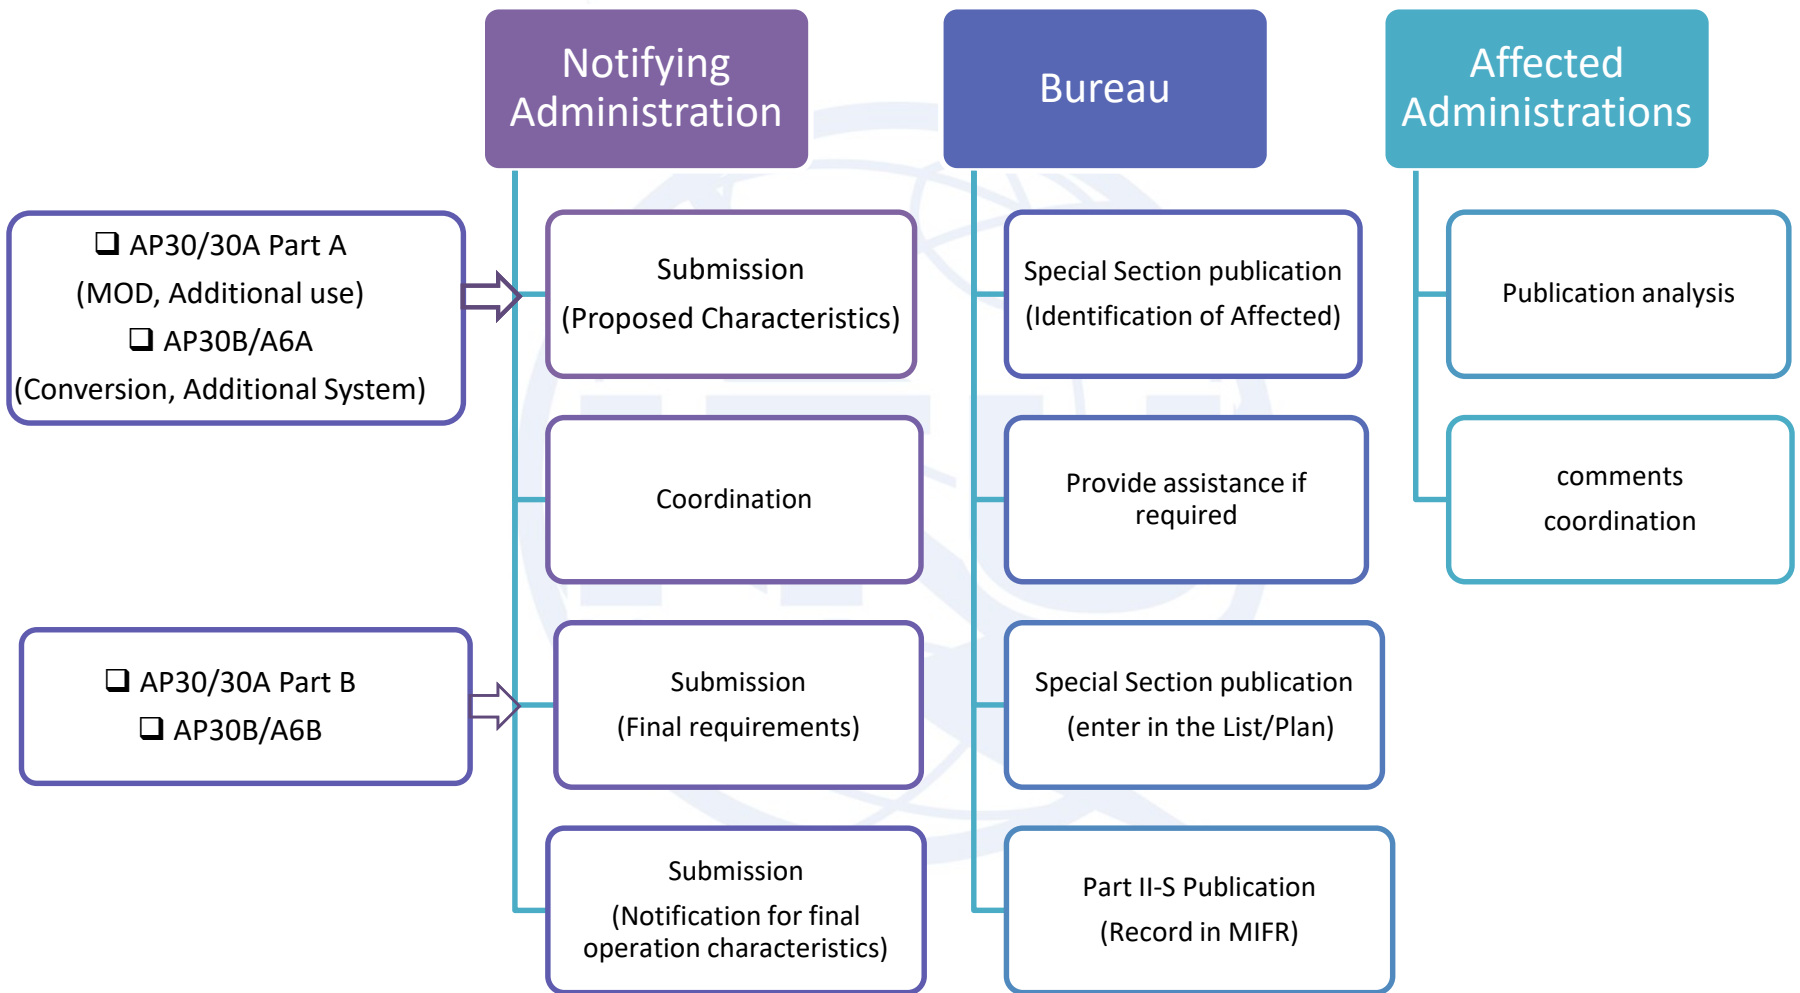 Notifying
Administration
Bureau
Affected
Administrations
❑ AP30/30A Part A
(MOD, Additional use)
❑ AP30B/A6A
(Conversion, Additional System)
Submission
(Proposed Characteristics)
Special Section publication
(Identification of Affected)
Publication analysis
Coordination
Provide assistance if
required
comments
coordination
❑ AP30/30A Part B
❑ AP30B/A6B
Submission
(Final requirements)
Special Section publication
(enter in the List/Plan)
Submission
(Notification for final
operation characteristics)
Part II-S Publication
(Record in MIFR)
ITU